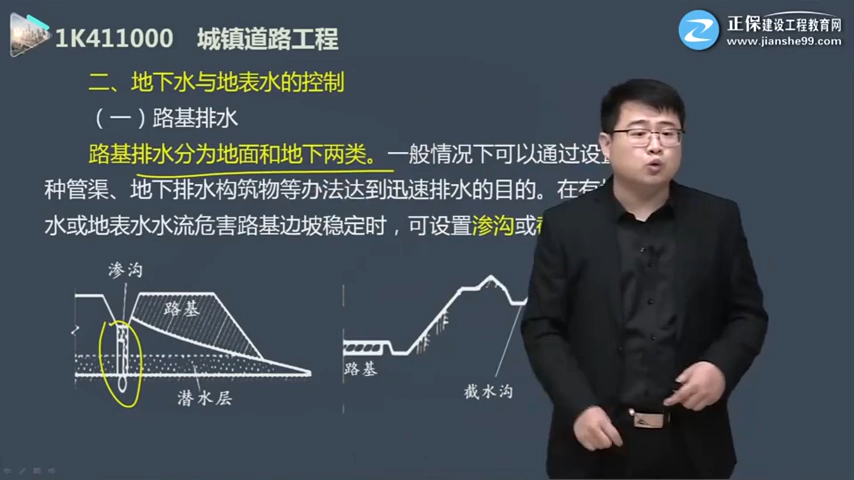 1K411000 城镇道路工程
正保建设工程教育网
www.jianshe99.com
二、地下水与地表水的控制
（一）路基排水
路基排水分为地面和地下两类。一般情况下可以通过设
种管渠、地下排水构筑物等办法达到迅速排水的目的。在有
水或地表水水流危害路基边坡稳定时，可设置渗沟或
渗沟
路基
潜水层
路基
截水沟